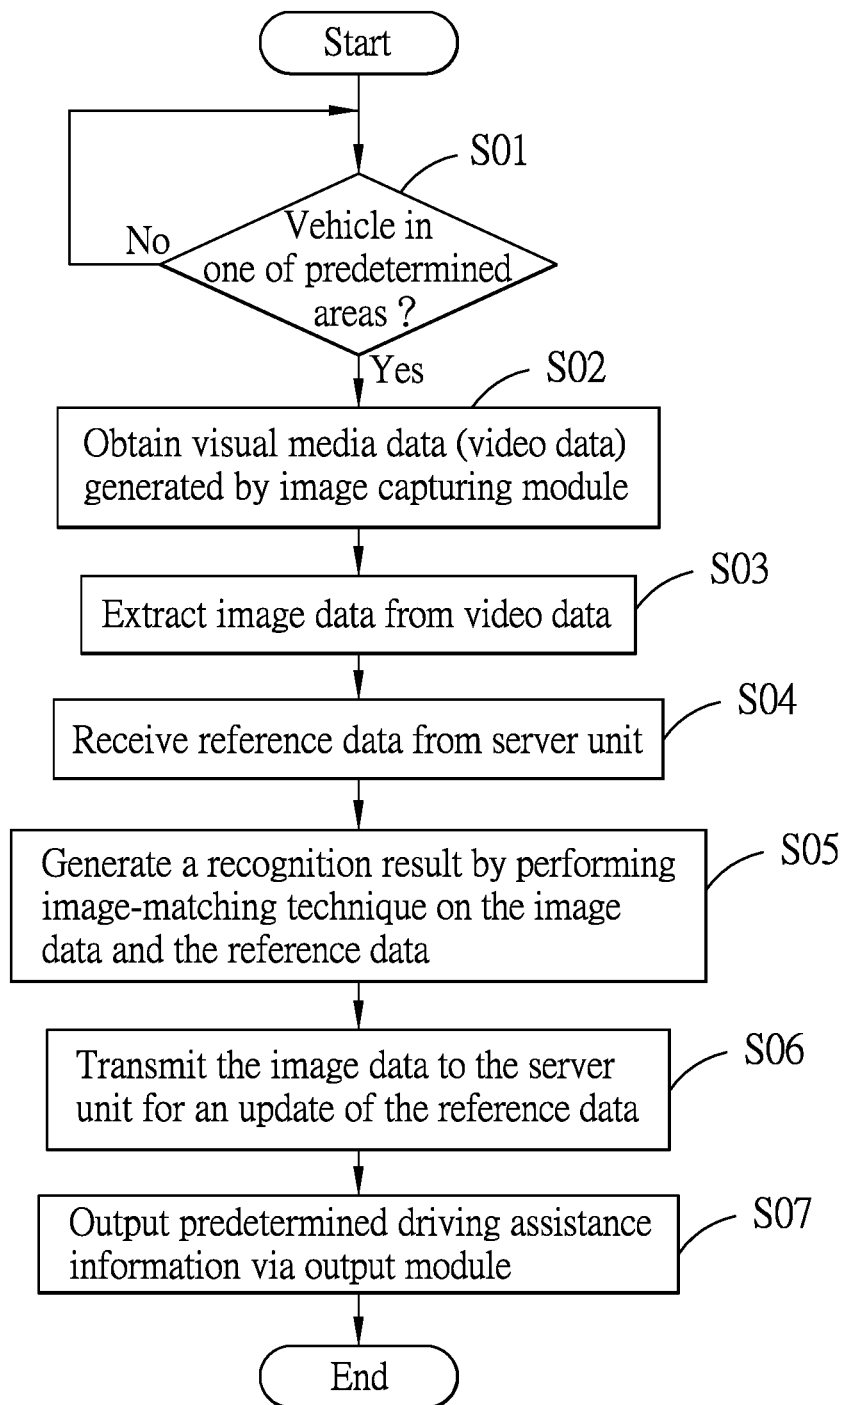 Start
S01
Vehicle in
one of predetermined
areas ?
No
Yes
S02
Obtain visual media data (video data)
generated by image capturing module
S03
Extract image data from video data
S04
Receive reference data from server unit
S05
Generate a recognition result by performing
image-matching technique on the image
data and the reference data
S06
Transmit the image data to the server
unit for an update of the reference data
S07
Output predetermined driving assistance
information via output module
End